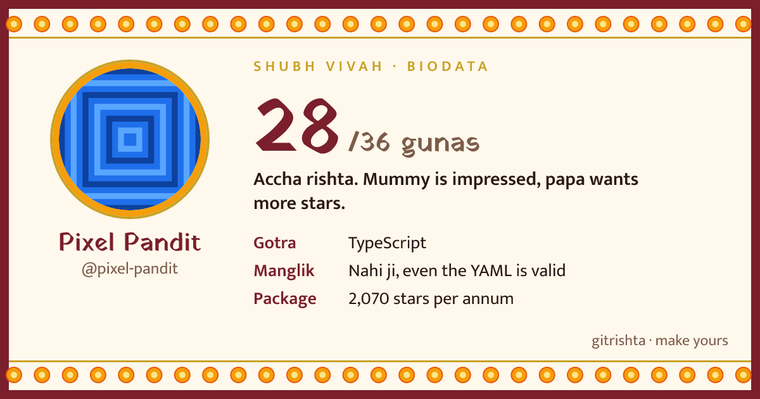 SHUBH VIVAH · BIODATA
28 /36 gunas
Accha rishta. Mummy is impressed, papa wants
more stars.
Pixel Pandit
@pixel-pandit
Gotra TypeScript
Manglik Nahi ji, even the YAML is valid
Package 2,070 stars per annum
gitrishta · make yours